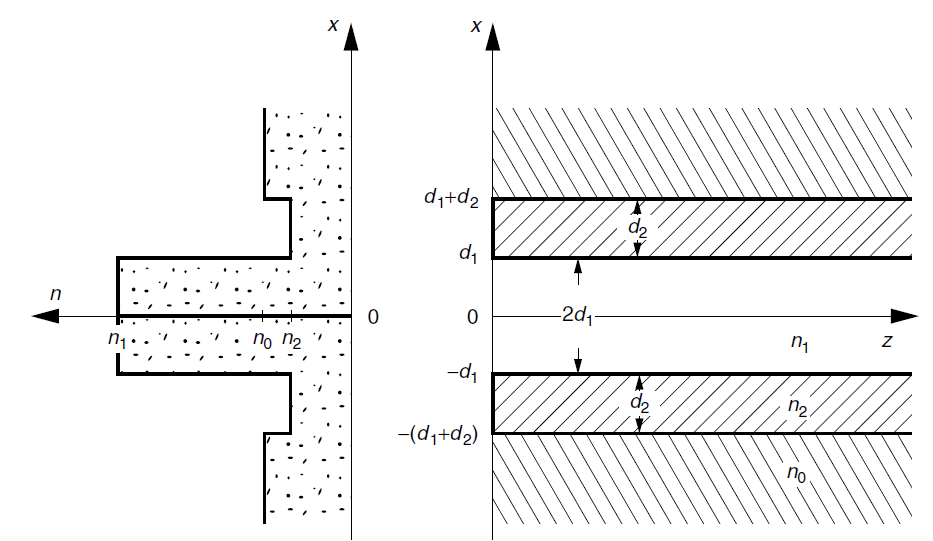 x
n
n₁
n₀ n₂
0
x
d₁+d₂
d₂
d₁
0
2d₁
n₁
z
–d₁
d₂
n₂
–(d₁+d₂)
n₀